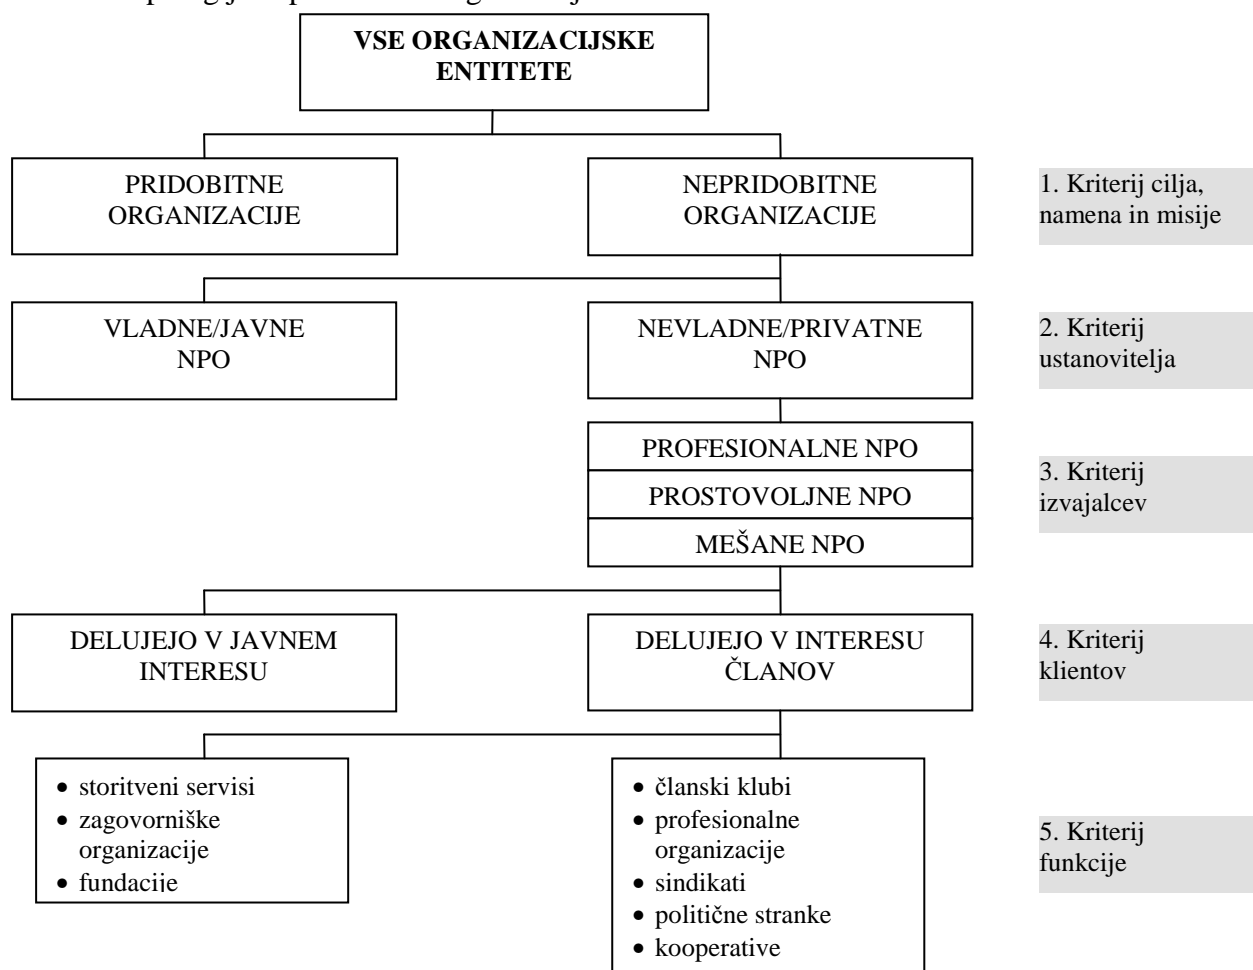 VSE ORGANIZACIJSKE
ENTITETE
PRIDOBITNE
ORGANIZACIJE
NEPRIDOBITNE
ORGANIZACIJE
1. Kriterij cilja,
namena in misije
VLADNE/JAVNE
NPO
NEVLADNE/PRIVATNE
NPO
2. Kriterij
ustanovitelja
PROFESIONALNE NPO
PROSTOVOLJNE NPO
MEŠANE NPO
3. Kriterij
izvajalcev
DELUJEJO V JAVNEM
INTERESU
DELUJEJO V INTERESU
ČLANOV
4. Kriterij
klientov
• storitveni servisi
• zagovorniške
organizacije
• fundacije
• članski klubi
• profesionalne
organizacije
• sindikati
• politične stranke
• kooperative
5. Kriterij
funkcije